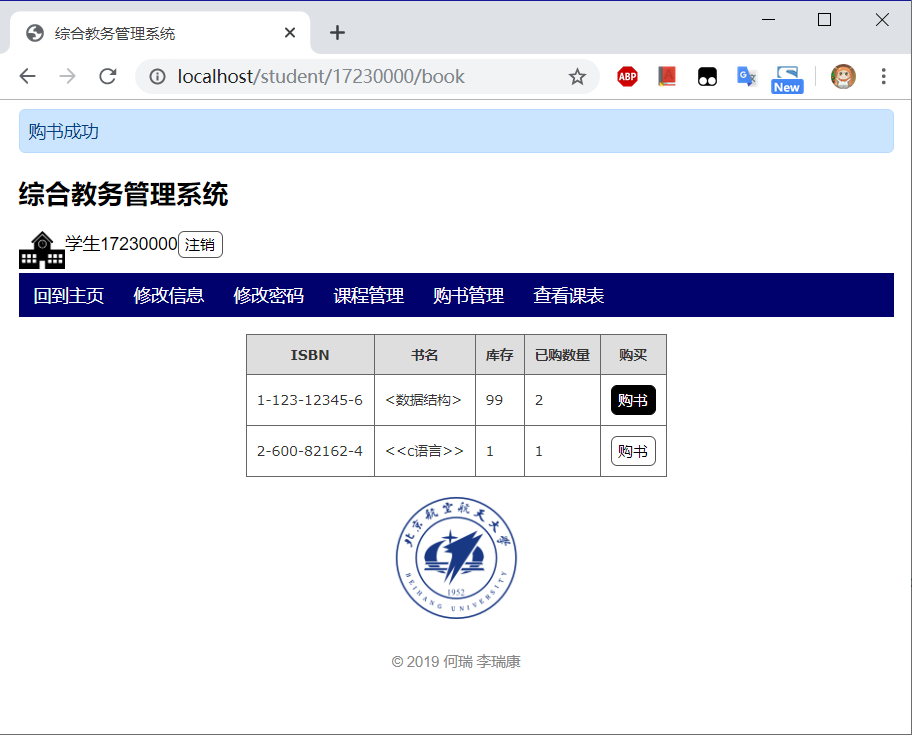 综合教务管理系统
localhost/student/17230000/book
ABP
A
G
New
购书成功
综合教务管理系统
学生17230000 注销
回到主页 修改信息 修改密码 课程管理 购书管理 查看课表
ISBN 书名 库存 已购数量 购买
1-123-12345-6 <数据结构> 99 2 购书
2-600-82162-4 <<c语言>> 1 1 购书
北京航空航天大学
1952
BEIHANG UNIVERSITY
© 2019 何瑞 李瑞康